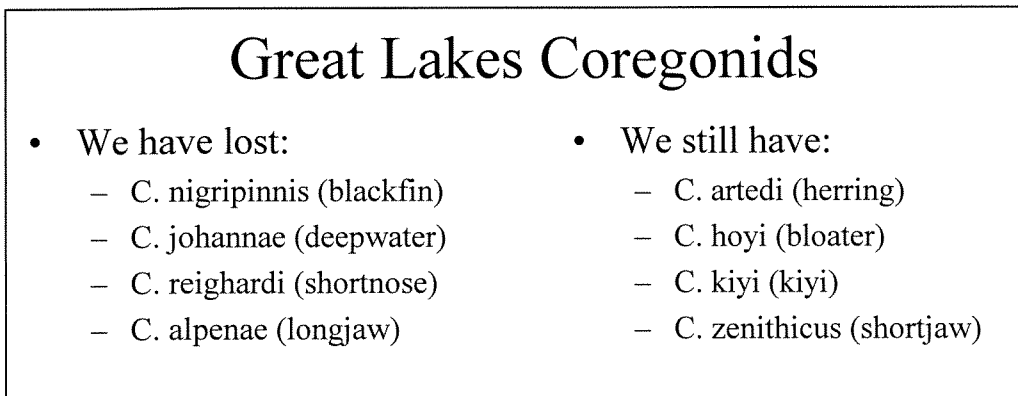 Great Lakes Coregonids
• We have lost:
– C. nigripinnis (blackfin)
– C. johannae (deepwater)
– C. reighardi (shortnose)
– C. alpenae (longjaw)
• We still have:
– C. artedi (herring)
– C. hoyi (bloater)
– C. kiyi (kiyi)
– C. zenithicus (shortjaw)